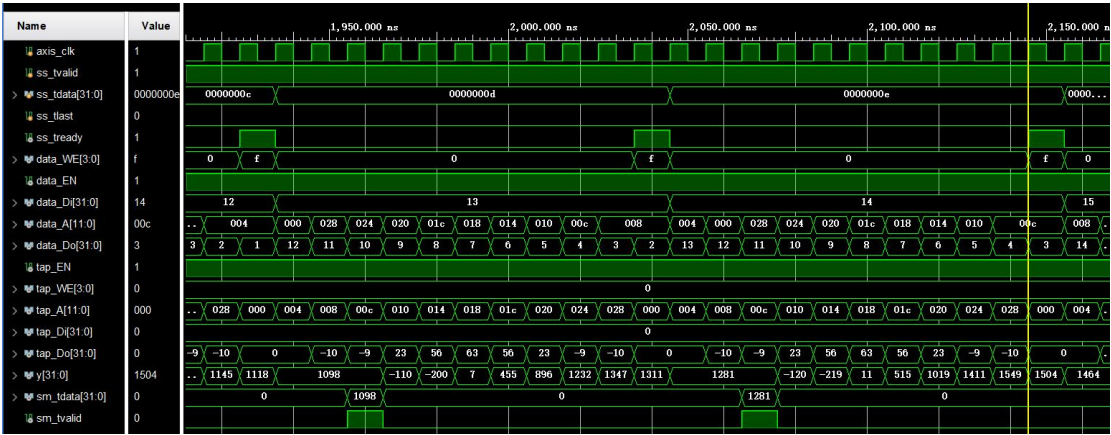 Name Value 1,950.000 ns 2,000.000 ns 2,050.000 ns 2,100.000 ns 2,150.000 ns
axis_clk 1
ss_tvalid 1
ss_tdata[31:0] 0000000e 0000000c 0000000d 0000000e 0000...
ss_tlast 0
ss_tready 1
data_WE[3:0] f 0 f 0 f 0 f 0
data_EN 1
data_Di[31:0] 14 12 13 14 15
data_A[11:0] 00c .. 004 000 028 024 020 01c 018 014 010 00c 008 004 000 028 024 020 01c 018 014 010 00c 008 .
data_Do[31:0] 3 3 2 1 12 11 10 9 8 7 6 5 4 3 2 13 12 11 10 9 8 7 6 5 4 3 14 .
tap_EN 1
tap_WE[3:0] 0 0
tap_A[11:0] 000 .. 028 000 004 008 00c 010 014 018 01c 020 024 028 000 004 008 00c 010 014 018 01c 020 024 028 000 004 .
tap_Di[31:0] 0 0
tap_Do[31:0] 0 -9 -10 0 -10 -9 23 56 63 56 23 -9 -10 0 -10 -9 23 56 63 56 23 -9 -10 0 .
y[31:0] 1504 .. 1145 1118 1098 -110 -200 7 455 896 1232 1347 1311 1281 -120 -219 11 515 1019 1411 1549 1504 1464
sm_tdata[31:0] 0 0 1098 0 1281 0
sm_tvalid 0